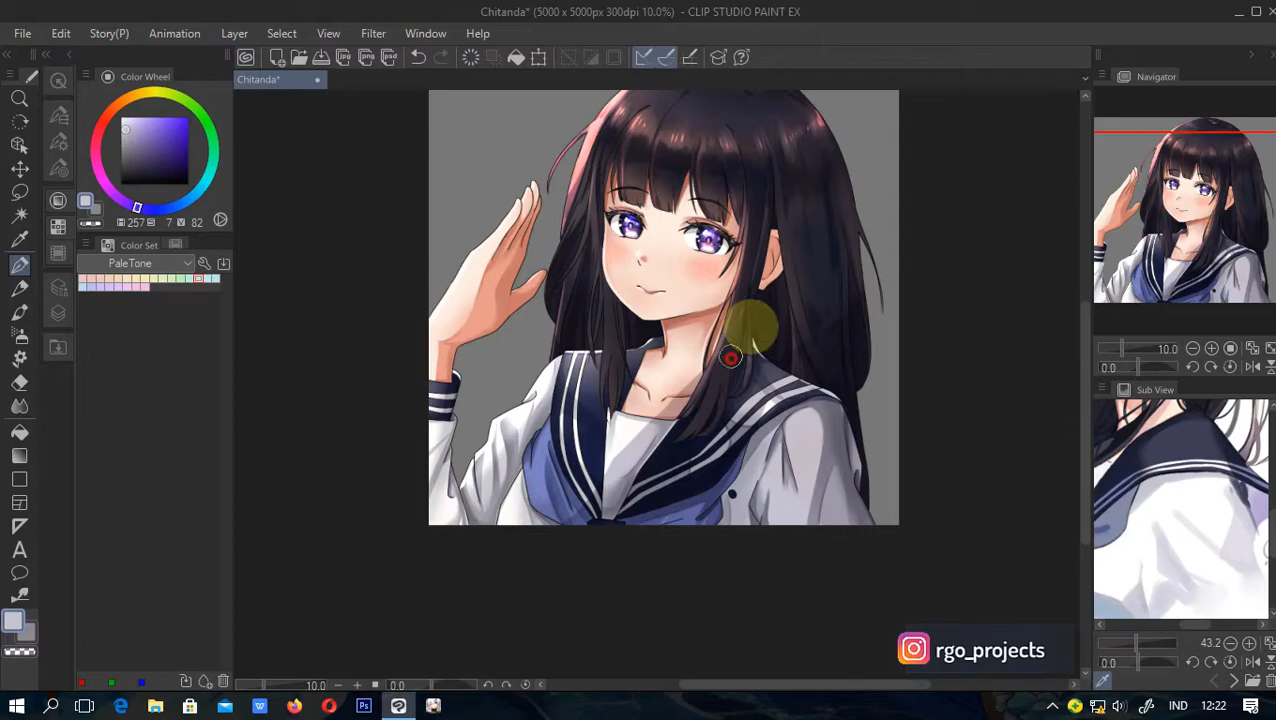 Chitanda* (5000 x 5000px 300dpi 10.0%) - CLIP STUDIO PAINT EX
File Edit Story(P) Animation Layer Select View Filter Window Help
Color Wheel
Chitanda*
Navigator
257 7 82
Color Set
PaleTone
10.0
0.0
Sub View
43.2
0.0
rgo_projects
10.0 0.0
IND 12:22